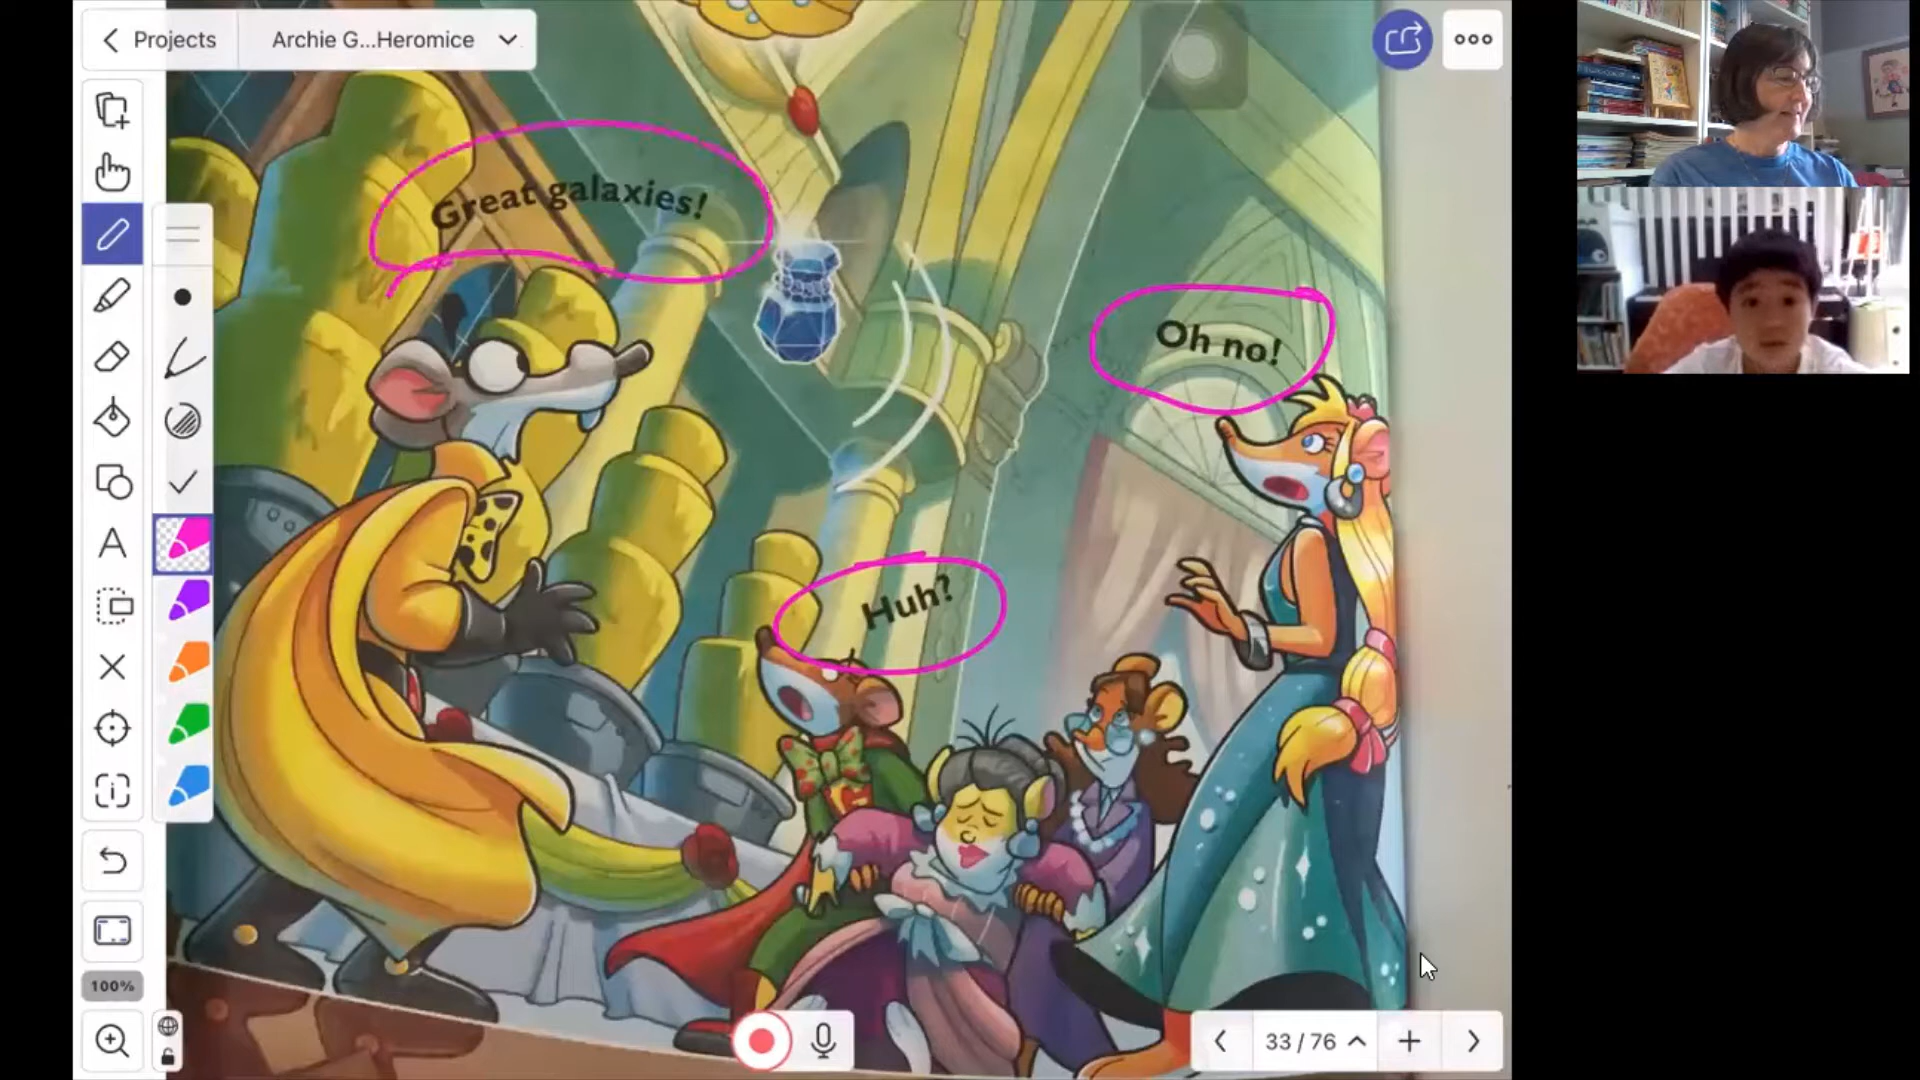 Projects
Archie G...Heromice
Great galaxies!
Oh no!
Huh?
A
100%
33 / 76